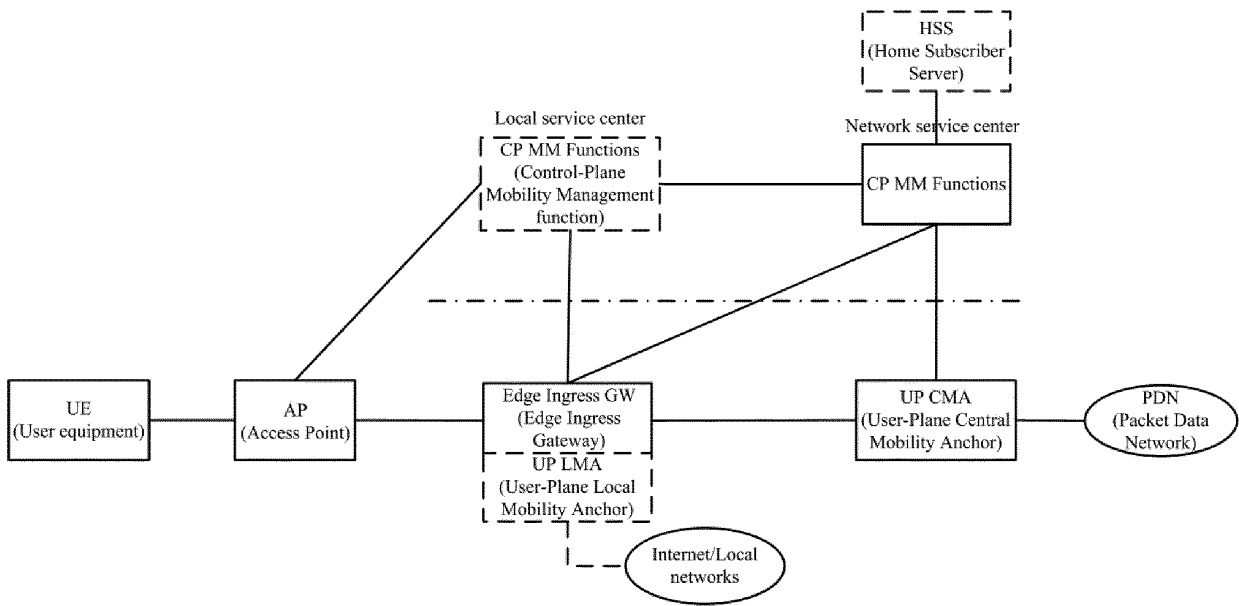 HSS
(Home Subscriber
Server)
Local service center
Network service center
CP MM Functions
(Control-Plane
Mobility Management
function)
CP MM Functions
UE
(User equipment)
AP
(Access Point)
Edge Ingress GW
(Edge Ingress
Gateway)
UP LMA
(User-Plane Local
Mobility Anchor)
UP CMA
(User-Plane Central
Mobility Anchor)
PDN
(Packet Data
Network)
Internet/Local
networks